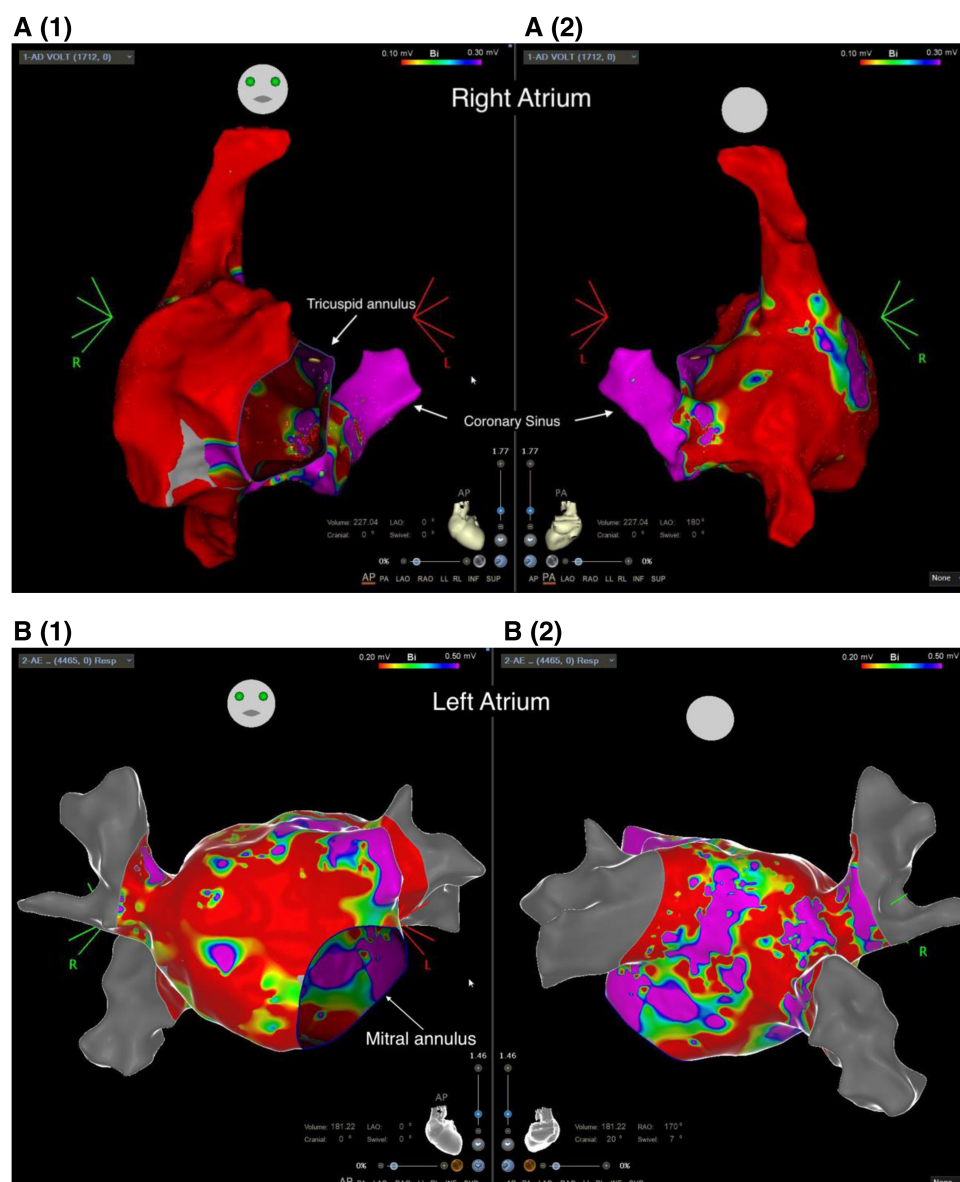 A (1)
A (2)
1-AD VOLT (1712, 0)
0.10 mV Bi 0.30 mV
1-AD VOLT (1712, 0)
0.10 mV Bi 0.30 mV
Right Atrium
Tricuspid annulus
R
L
L
R
Coronary Sinus
1.77
1.77
AP
PA
Volume: 227.04 LAO: 0 °
Cranial: 0 ° Swivel: 0 °
Volume: 227.04 LAO: 180 °
Cranial: 0 ° Swivel: 0 °
0%
0%
AP PA LAO RAO LL RL INF SUP
AP PA LAO RAO LL RL INF SUP
None
B (1)
B (2)
2-AE .. (4465, 0) Resp
0.20 mV Bi 0.50 mV
2-AE .. (4465, 0) Resp
0.20 mV Bi 0.50 mV
Left Atrium
R
L
R
Mitral annulus
1.46
1.46
AP
Volume: 181.22 LAO: 0 °
Cranial: 0 ° Swivel: 0 °
Volume: 181.22 RAO: 170 °
Cranial: 20 ° Swivel: 7 °
0%
0%